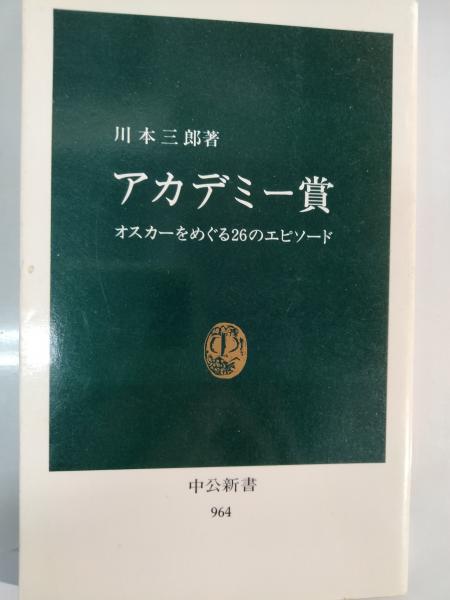 川本三郎著
アカデミー賞
オスカーをめぐる26のエピソード
中公新書
964